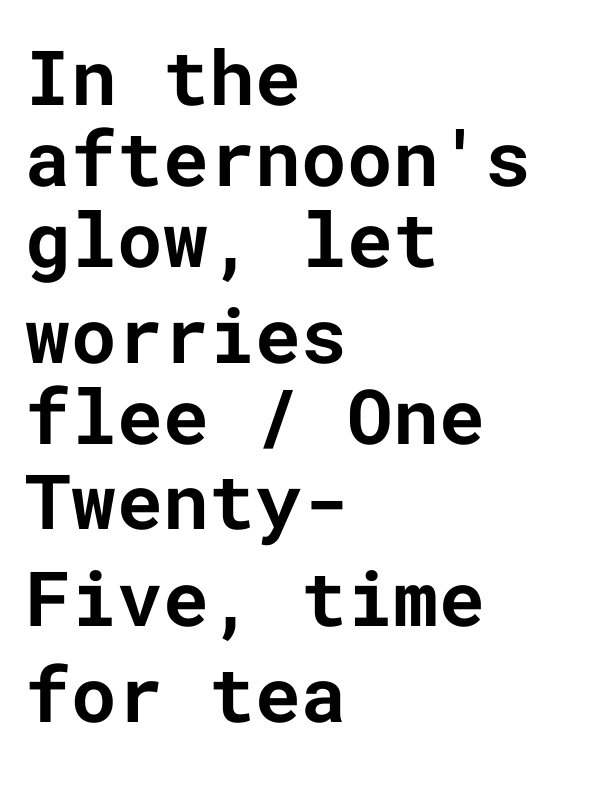 In the
afternoon's
glow, let
worries
flee / One
Twenty-
Five, time
for tea